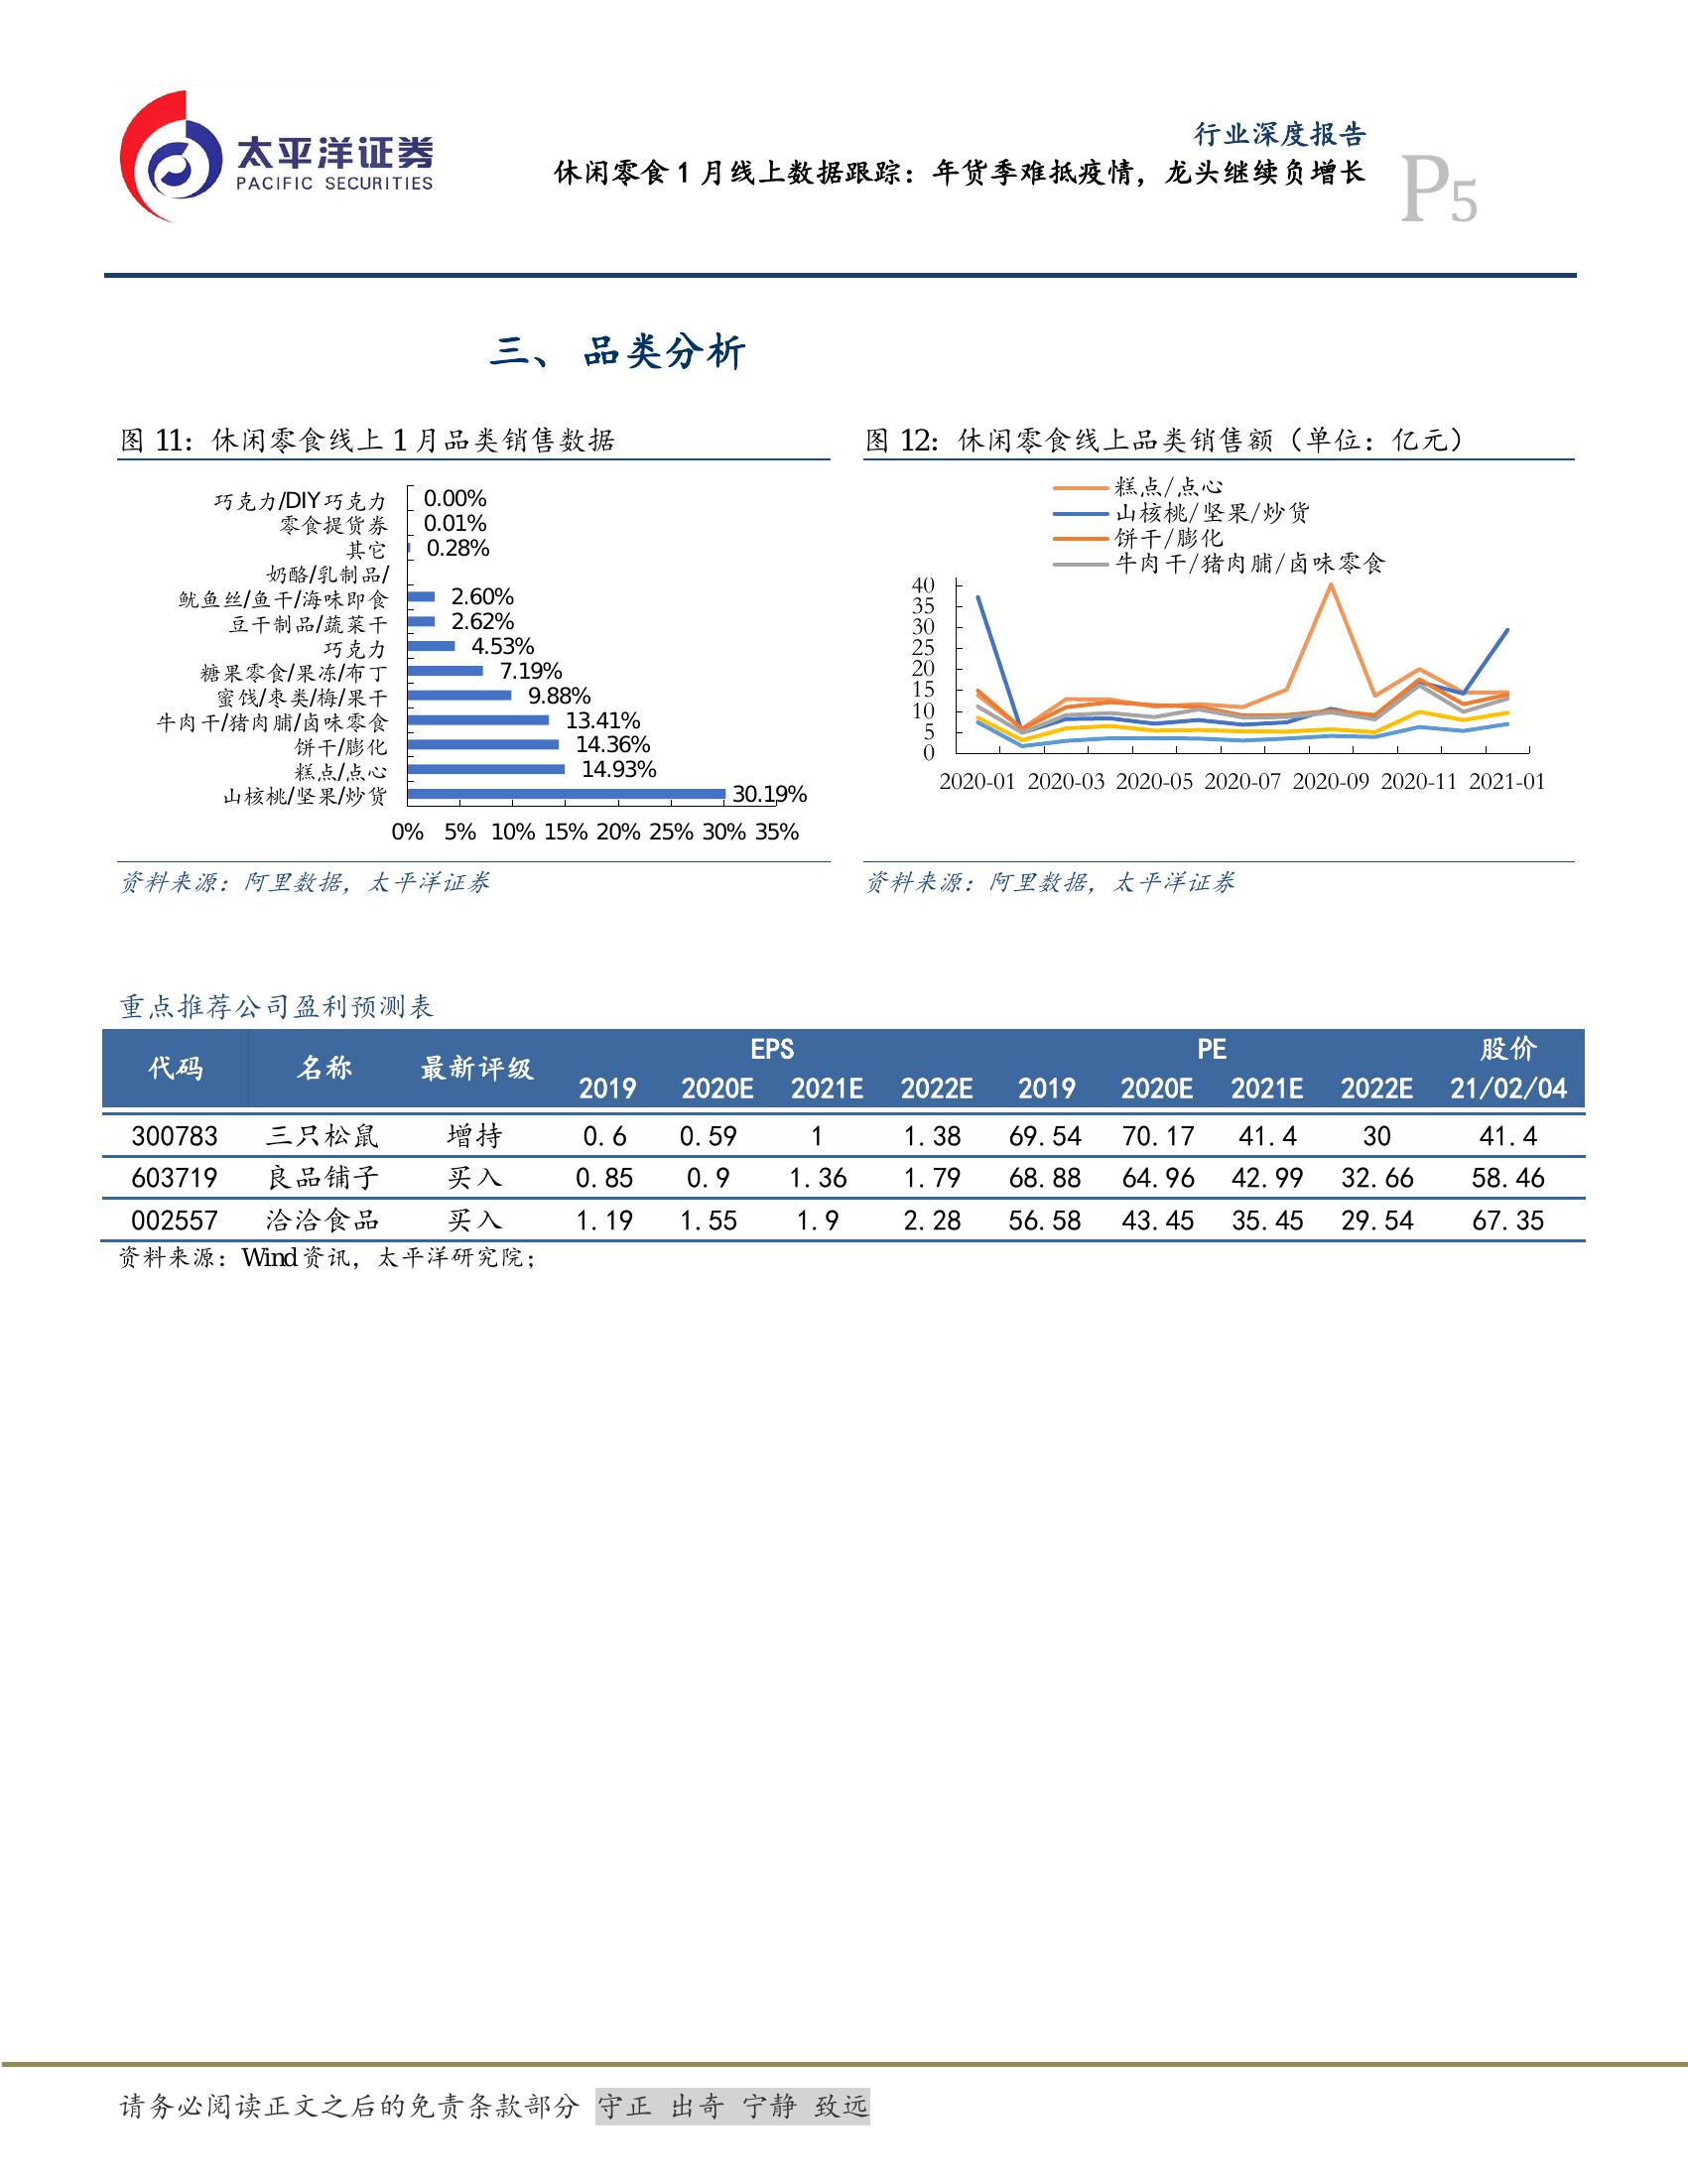 太平洋证券
PACIFIC SECURITIES
行业深度报告
休闲零食 1 月线上数据跟踪：年货季难抵疫情，龙头继续负增长
P5
三、 品类分析
图 11：休闲零食线上 1 月品类销售数据
巧克力/DIY巧克力 0.00%
零食提货券 0.01%
其它 0.28%
奶酪/乳制品/
鱿鱼丝/鱼干/海味即食 2.60%
豆干制品/蔬菜干 2.62%
巧克力 4.53%
糖果零食/果冻/布丁 7.19%
蜜饯/枣类/梅/果干 9.88%
牛肉干/猪肉脯/卤味零食 13.41%
饼干/膨化 14.36%
糕点/点心 14.93%
山核桃/坚果/炒货 30.19%
0% 5% 10% 15% 20% 25% 30% 35%
资料来源：阿里数据，太平洋证券
图 12：休闲零食线上品类销售额（单位：亿元）
糕点/点心
山核桃/坚果/炒货
饼干/膨化
牛肉干/猪肉脯/卤味零食
40
35
30
25
20
15
10
5
0
2020-01 2020-03 2020-05 2020-07 2020-09 2020-11 2021-01
资料来源：阿里数据，太平洋证券
重点推荐公司盈利预测表
代码 名称 最新评级 EPS PE 股价
2019 2020E 2021E 2022E 2019 2020E 2021E 2022E 21/02/04
300783 三只松鼠 增持 0.6 0.59 1 1.38 69.54 70.17 41.4 30 41.4
603719 良品铺子 买入 0.85 0.9 1.36 1.79 68.88 64.96 42.99 32.66 58.46
002557 洽洽食品 买入 1.19 1.55 1.9 2.28 56.58 43.45 35.45 29.54 67.35
资料来源：Wind资讯，太平洋研究院；
请务必阅读正文之后的免责条款部分 守正 出奇 宁静 致远